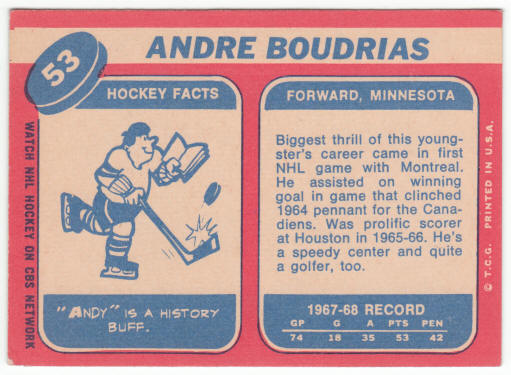 53
ANDRE BOUDRIAS
HOCKEY FACTS
"ANDY" IS A HISTORY
BUFF.
FORWARD, MINNESOTA
Biggest thrill of this young-
ster's career came in first
NHL game with Montreal.
He assisted on winning
goal in game that clinched
1964 pennant for the Cana-
diens. Was prolific scorer
at Houston in 1965-66. He's
a speedy center and quite
a golfer, too.
1967-68 RECORD
GP G A PTS PEN
74 18 35 53 42
WATCH NHL HOCKEY ON CBS NETWORK
© T.C.G. PRINTED IN U.S.A.